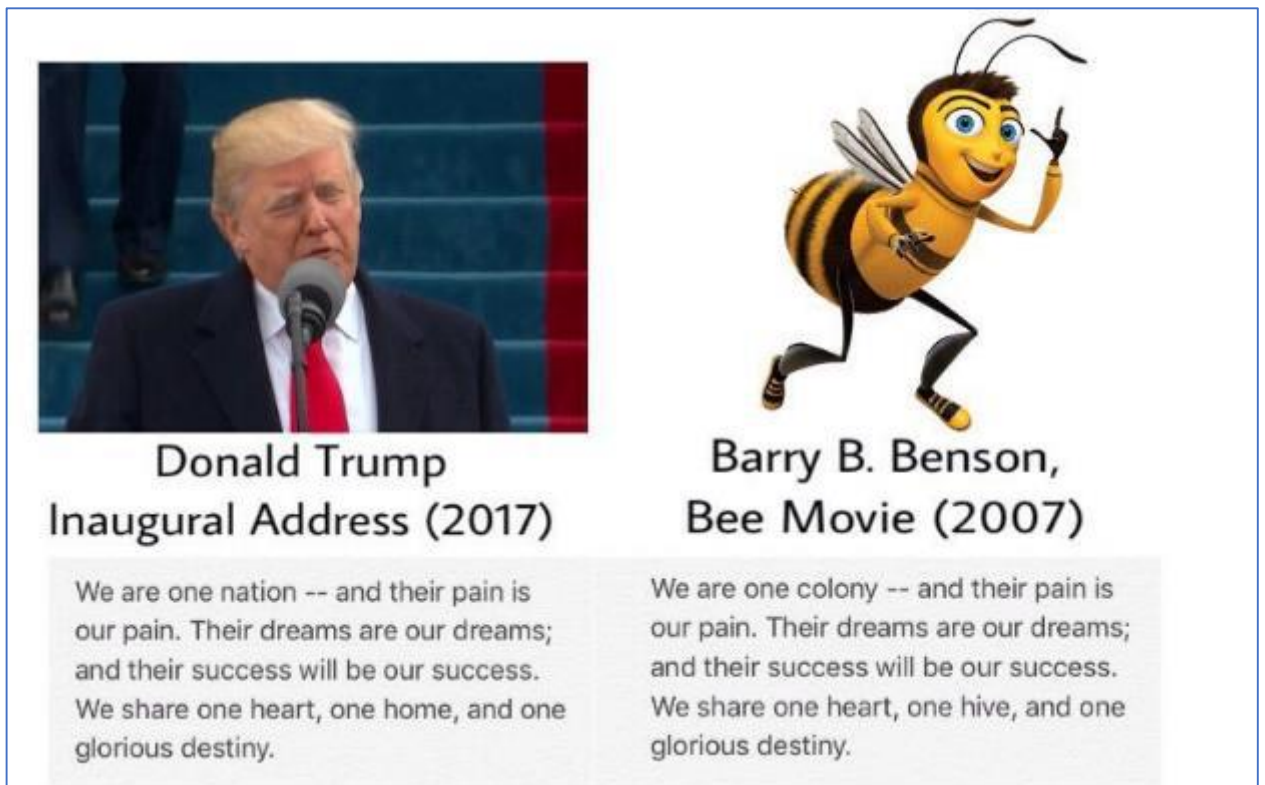 Donald Trump
Inaugural Address (2017)
We are one nation -- and their pain is
our pain. Their dreams are our dreams;
and their success will be our success.
We share one heart, one home, and one
glorious destiny.
Barry B. Benson,
Bee Movie (2007)
We are one colony -- and their pain is
our pain. Their dreams are our dreams;
and their success will be our success.
We share one heart, one hive, and one
glorious destiny.